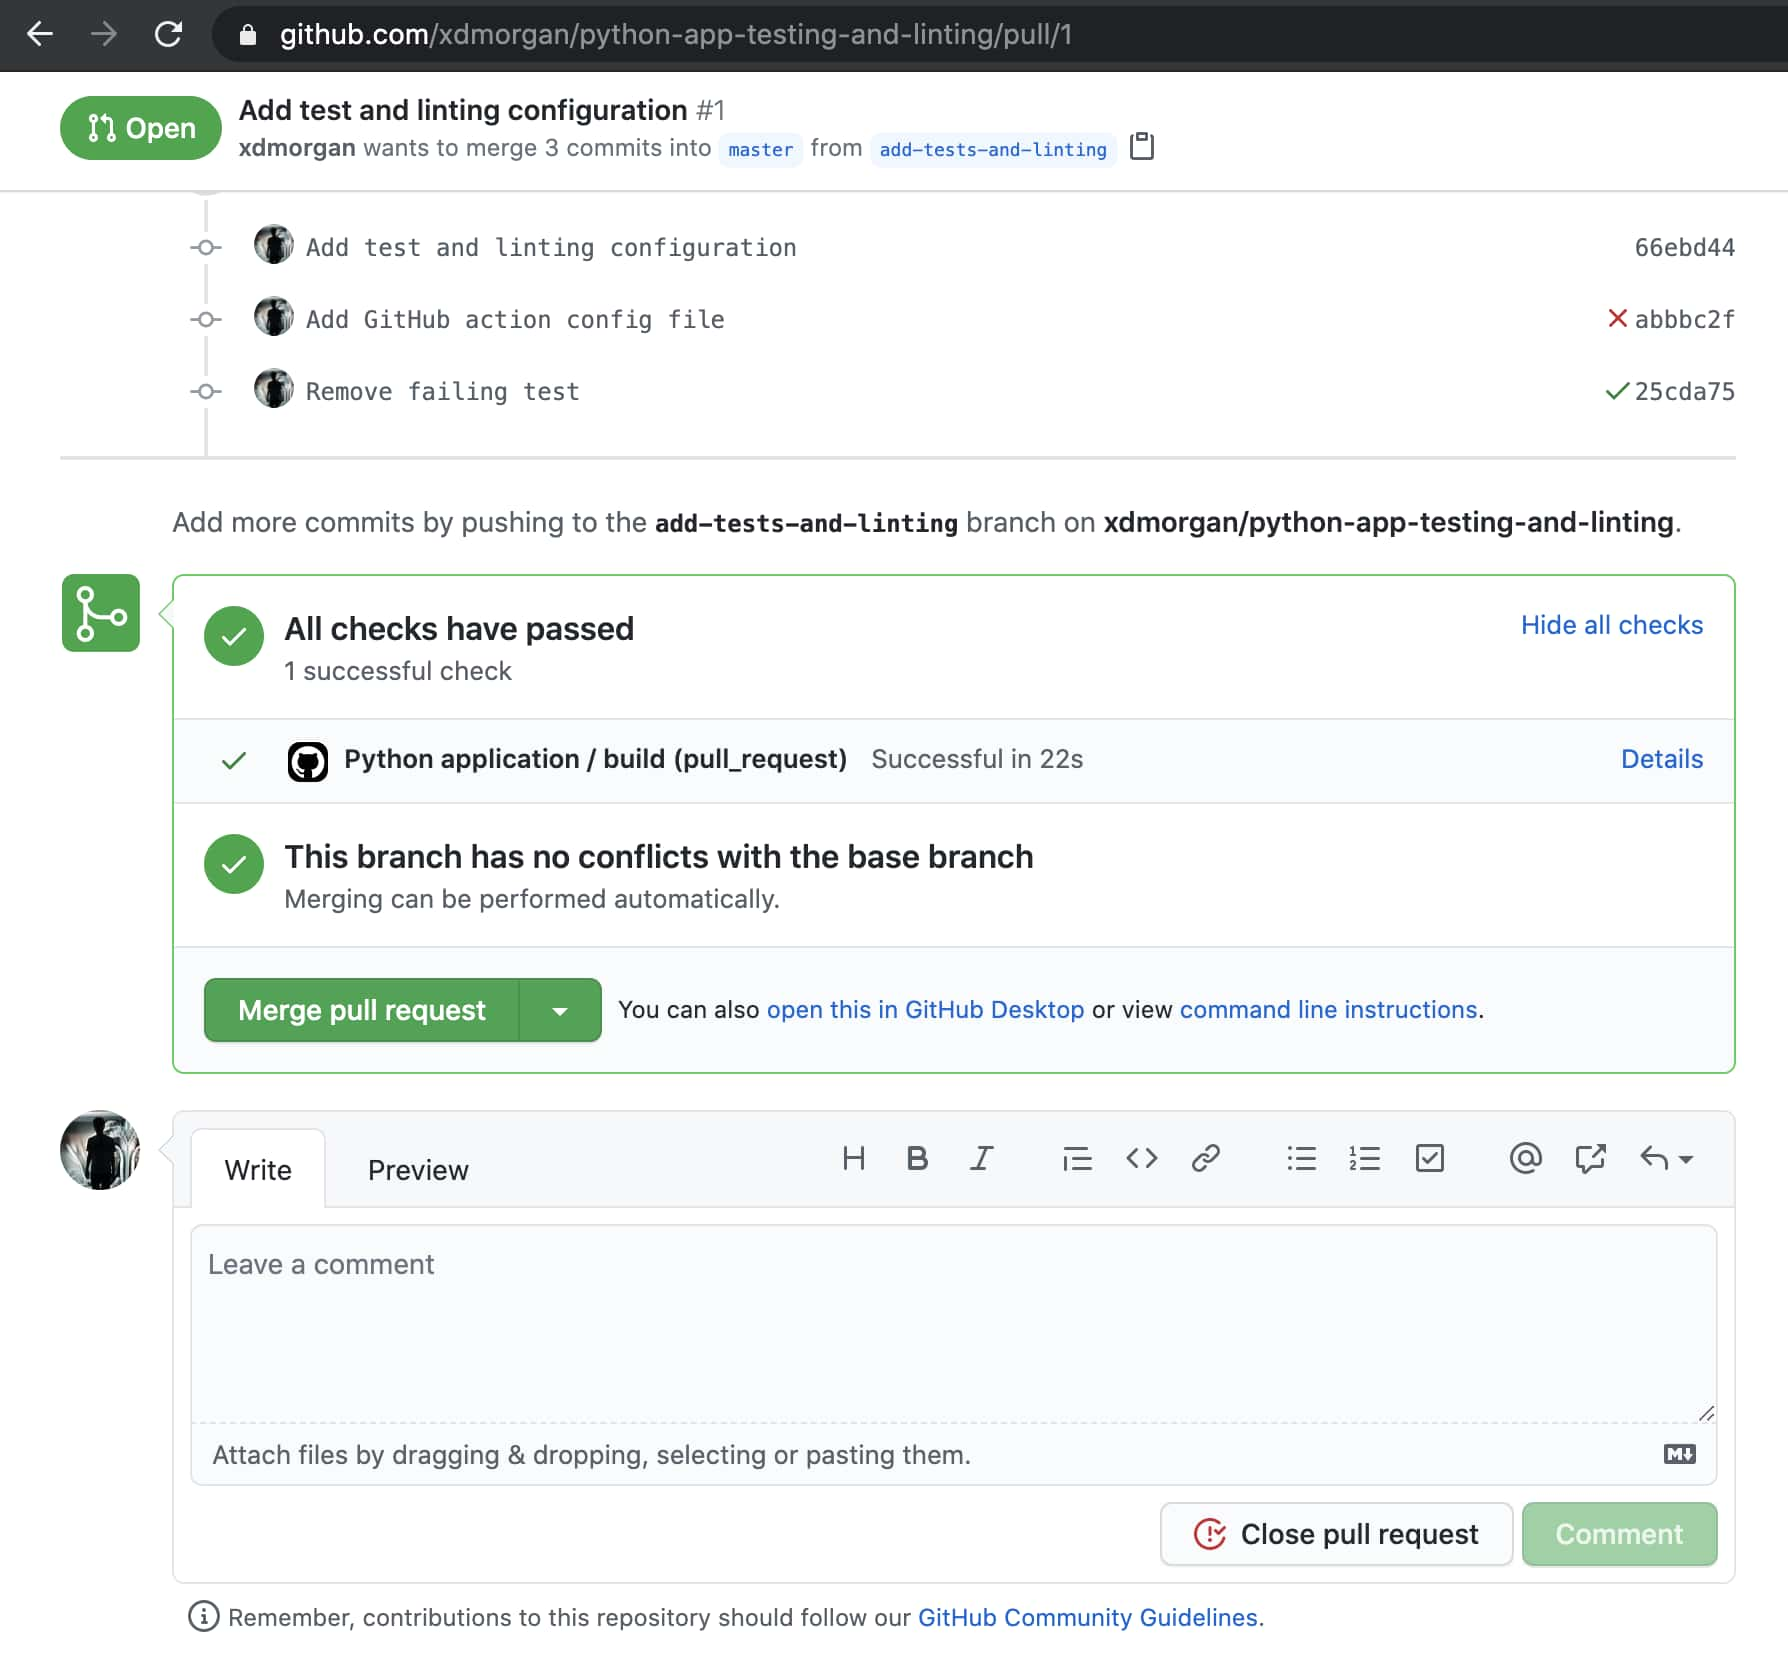 github.com/xdmorgan/python-app-testing-and-linting/pull/1
Open
Add test and linting configuration #1
xdmorgan wants to merge 3 commits into master from add-tests-and-linting
Add test and linting configuration 66ebd44
Add GitHub action config file abbbc2f
Remove failing test 25cda75
Add more commits by pushing to the add-tests-and-linting branch on xdmorgan/python-app-testing-and-linting.
All checks have passed
Hide all checks
1 successful check
Python application / build (pull_request) Successful in 22s Details
This branch has no conflicts with the base branch
Merging can be performed automatically.
Merge pull request You can also open this in GitHub Desktop or view command line instructions.
Write Preview
Leave a comment
Attach files by dragging & dropping, selecting or pasting them.
Close pull request Comment
Remember, contributions to this repository should follow our GitHub Community Guidelines.